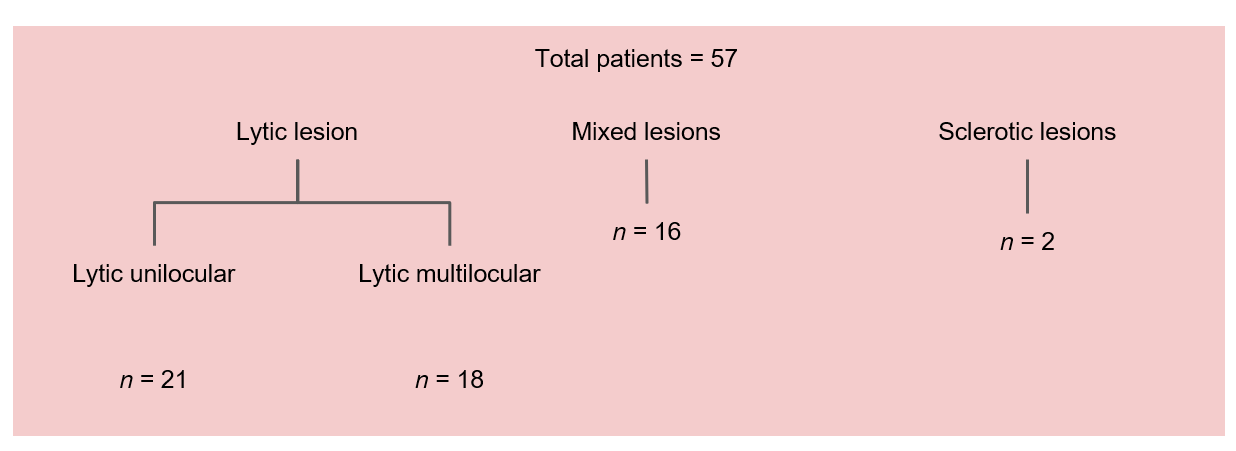 Total patients = 57
Lytic lesion
Mixed lesions
Sclerotic lesions
n = 16
n = 2
Lytic unilocular
Lytic multilocular
n = 21
n = 18